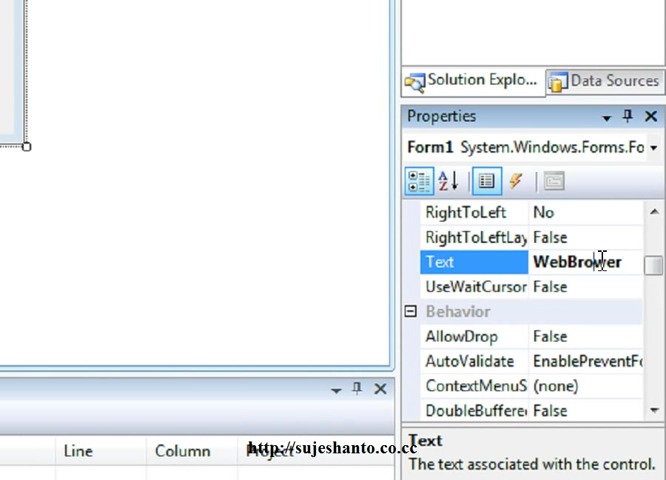 Solution Explo...
Data Sources
Properties
Form1 System.Windows.Forms.Fo
RightToLeft No
RightToLeftLay False
Text WebBrower
UseWaitCursor False
Behavior
AllowDrop False
AutoValidate EnablePreventFo
ContextMenuS (none)
DoubleBuffere False
Line Column Project
http://sujeshanto.co.cc
Text
The text associated with the control.